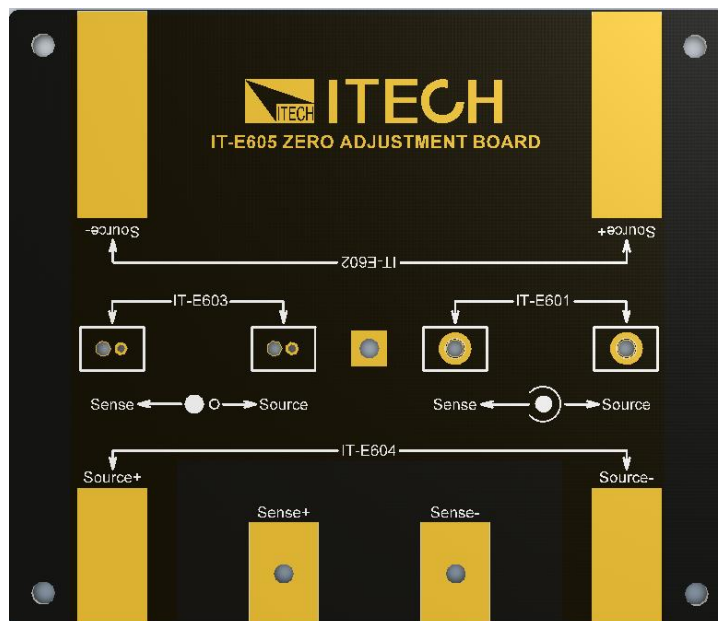 ITECH
ITECH
IT-E605 ZERO ADJUSTMENT BOARD
Source-
Source+
IT-E602
IT-E603
IT-E601
Sense
Source
Sense
Source
IT-E604
Source+
Source-
Sense+
Sense-